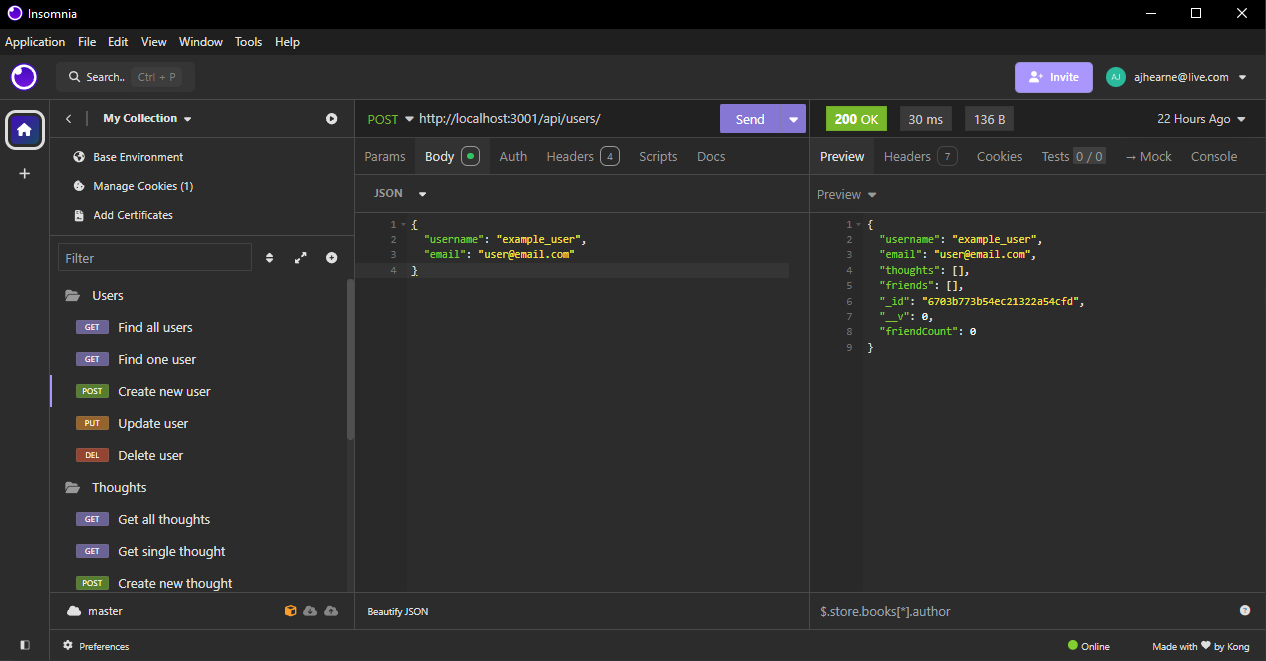 Insomnia
Application File Edit View Window Tools Help
Search.. Ctrl + P
Invite
AJ
ajhearne@live.com
My Collection
Base Environment
Manage Cookies (1)
Add Certificates
Filter
Users
GET Find all users
GET Find one user
POST Create new user
PUT Update user
DEL Delete user
Thoughts
GET Get all thoughts
GET Get single thought
POST Create new thought
master
Preferences
POST http://localhost:3001/api/users/
Send
Params Body Auth Headers 4 Scripts Docs
JSON
1 {
2 "username": "example_user",
3 "email": "user@email.com"
4 }
Beautify JSON
200 OK 30 ms 136 B 22 Hours Ago
Preview Headers 7 Cookies Tests 0 / 0 → Mock Console
Preview
1 {
2 "username": "example_user",
3 "email": "user@email.com",
4 "thoughts": [],
5 "friends": [],
6 "_id": "6703b773b54ec21322a54cfd",
7 "__v": 0,
8 "friendCount": 0
9 }
$.store.books[*].author
?
Online
Made with ♥ by Kong